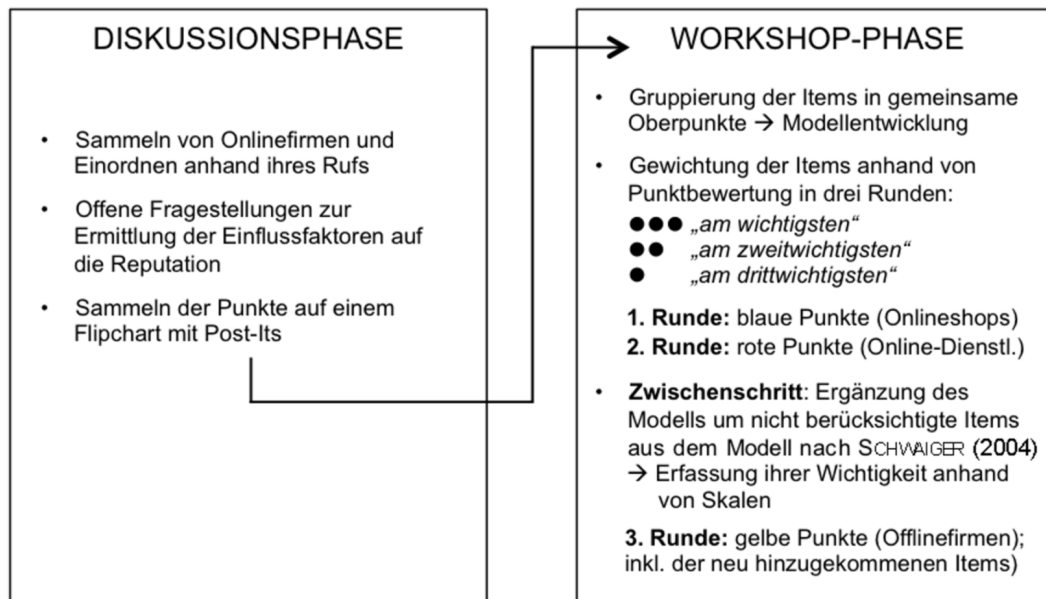 DISKUSSIONSPHASE
• Sammeln von Onlinefirmen und
Einordnen anhand ihres Rufs
• Offene Fragestellungen zur
Ermittlung der Einflussfaktoren auf
die Reputation
• Sammeln der Punkte auf einem
Flipchart mit Post-Its
WORKSHOP-PHASE
• Gruppierung der Items in gemeinsame
Oberpunkte → Modellentwicklung
• Gewichtung der Items anhand von
Punktbewertung in drei Runden:
●●● „am wichtigsten“
●● „am zweitwichtigsten“
● „am drittwichtigsten“
1. Runde: blaue Punkte (Onlineshops)
2. Runde: rote Punkte (Online-Dienstl.)
• Zwischenschritt: Ergänzung des
Modells um nicht berücksichtigte Items
aus dem Modell nach SCHWAIGER (2004)
→ Erfassung ihrer Wichtigkeit anhand
von Skalen
3. Runde: gelbe Punkte (Offlinefirmen);
inkl. der neu hinzugekommenen Items)